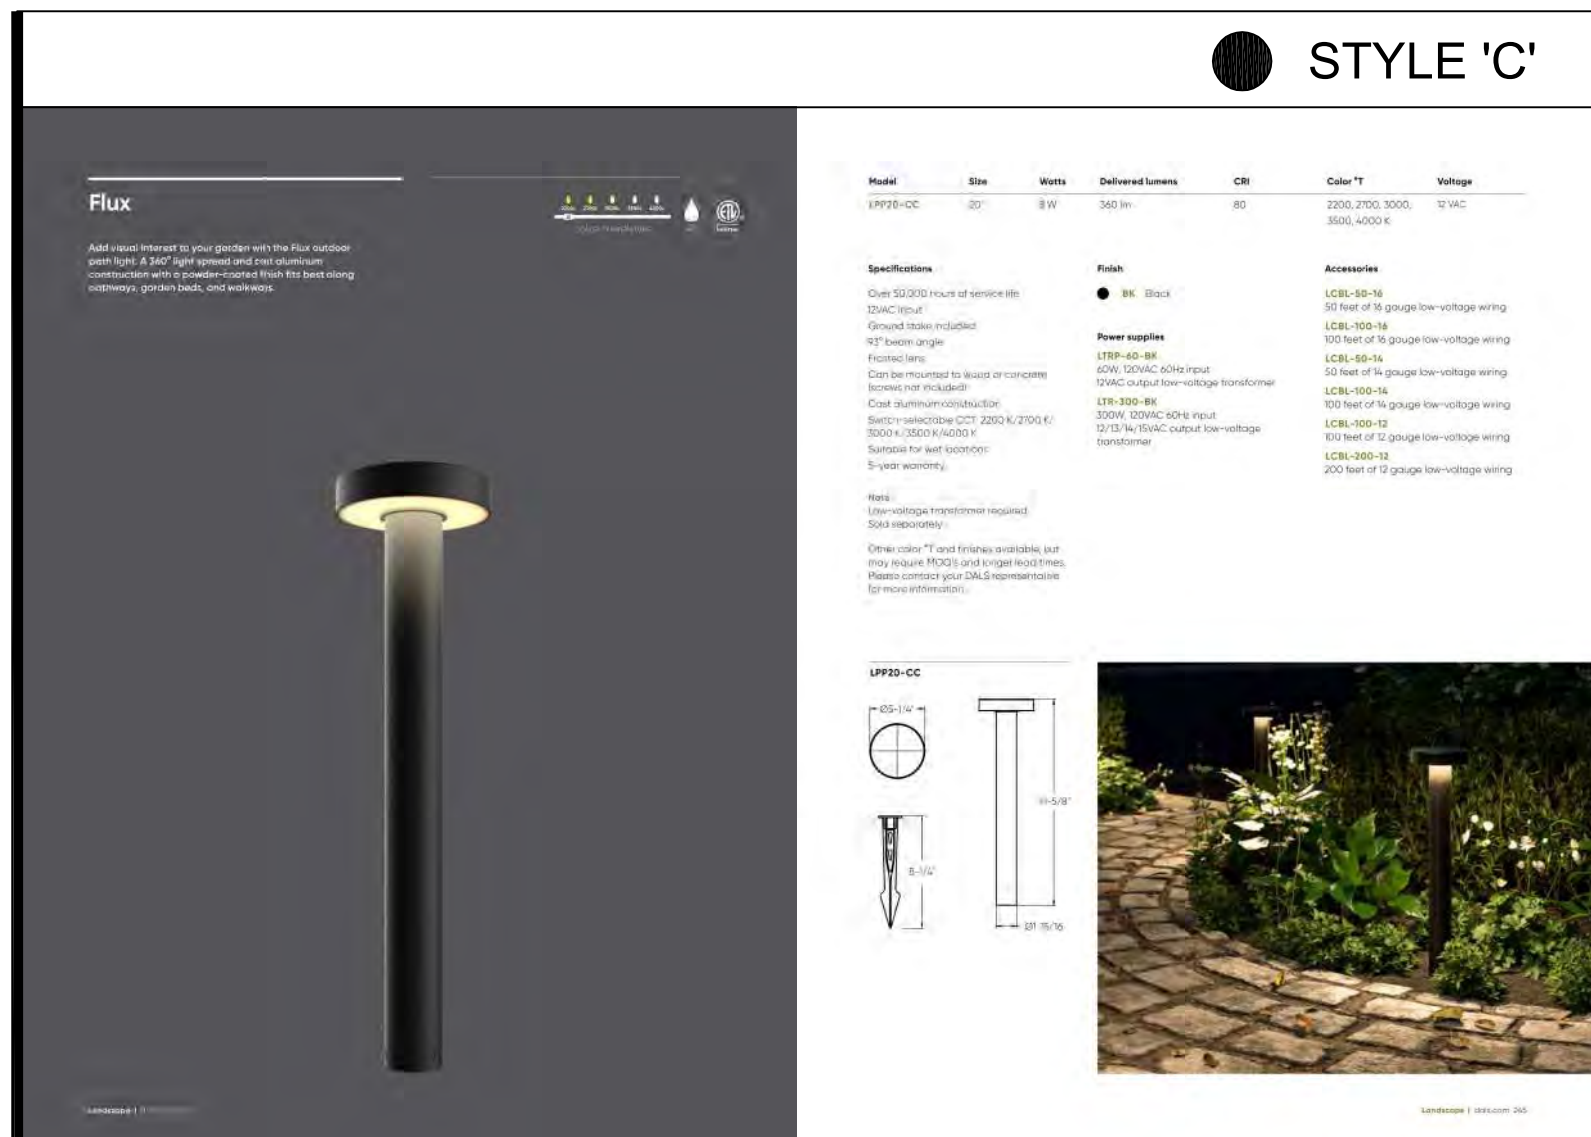 STYLE 'C'
Flux
Add visual interest to your garden with the Flux outdoor
path light. A 360° light spread and cast aluminum
construction with a powder-coated finish fits best along
pathways, garden beds, and walkways.
Model Size Watts Delivered lumens CRI Color °T Voltage
LPP20-CC 20" 8 W 360 lm 80 2200, 2700, 3000, 12 VAC
3500, 4000 K
Specifications
Over 50,000 hours of service life
12VAC input
Ground stake included
93° beam angle
Frosted lens
Can be mounted to wood or concrete
(screws not included)
Cast aluminum construction
Switch-selectable CCT: 2200 K/2700 K/
3000 K/3500 K/4000 K
Suitable for wet locations
5-year warranty
Note
Low-voltage transformer required.
Sold separately
Other color °T and finishes available, but
may require MOQ's and longer lead times.
Please contact your DALS representative
for more information.
Finish
BK Black
Power supplies
LTRP-60-BK
60W, 120VAC 60Hz input
12VAC output low-voltage transformer
LTR-300-BK
300W, 120VAC 60Hz input
12/13/14/15VAC output low-voltage
transformer
Accessories
LCBL-50-16
50 feet of 16 gauge low-voltage wiring
LCBL-100-16
100 feet of 16 gauge low-voltage wiring
LCBL-50-14
50 feet of 14 gauge low-voltage wiring
LCBL-100-14
100 feet of 14 gauge low-voltage wiring
LCBL-100-12
100 feet of 12 gauge low-voltage wiring
LCBL-200-12
200 feet of 12 gauge low-voltage wiring
LPP20-CC
Ø5-1/4"
8-1/4"
Ø1-15/16
Landscape |
Landscape | dals.com 265